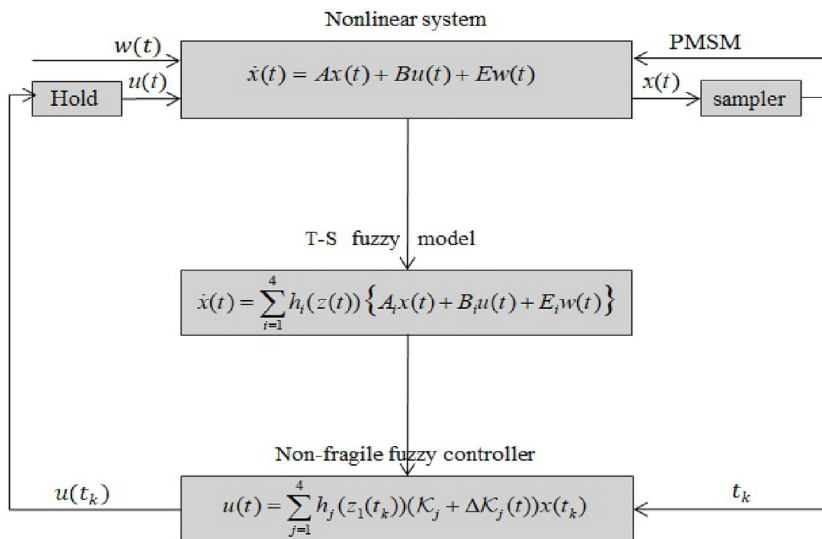 Nonlinear system
w(t)
PMSM
ẋ(t) = Ax(t) + Bu(t) + Ew(t)
u(t)
x(t)
Hold
sampler
T-S fuzzy model
ẋ(t) = ∑_{i=1}^{4} h_i(z(t)) {A_i x(t) + B_i u(t) + E_i w(t)}
Non-fragile fuzzy controller
u(t_k)
t_k
u(t) = ∑_{j=1}^{4} h_j(z_1(t_k))(𝒦_j + Δ𝒦_j(t))x(t_k)